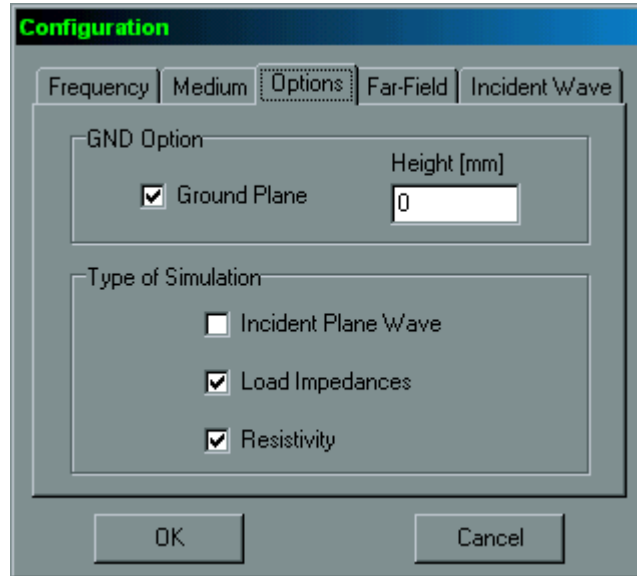 Configuration
Frequency Medium Options Far-Field Incident Wave
GND Option
Height [mm]
Ground Plane
0
Type of Simulation
Incident Plane Wave
Load Impedances
Resistivity
OK Cancel